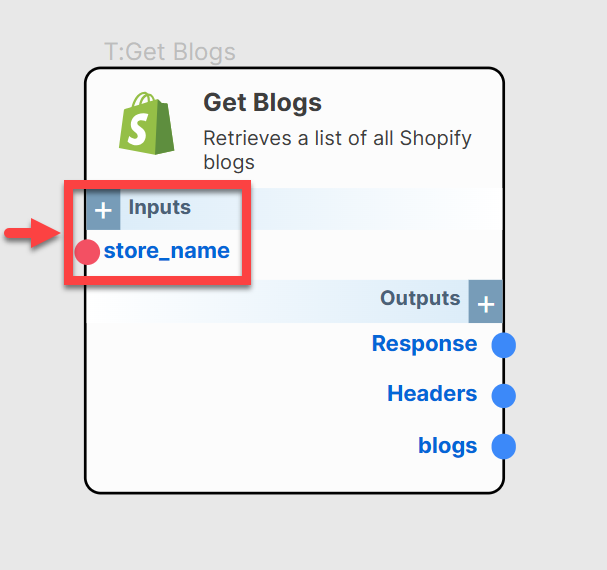 T:Get Blogs
Get Blogs
Retrieves a list of all Shopify
blogs
+ Inputs
store_name
Outputs +
Response
Headers
blogs